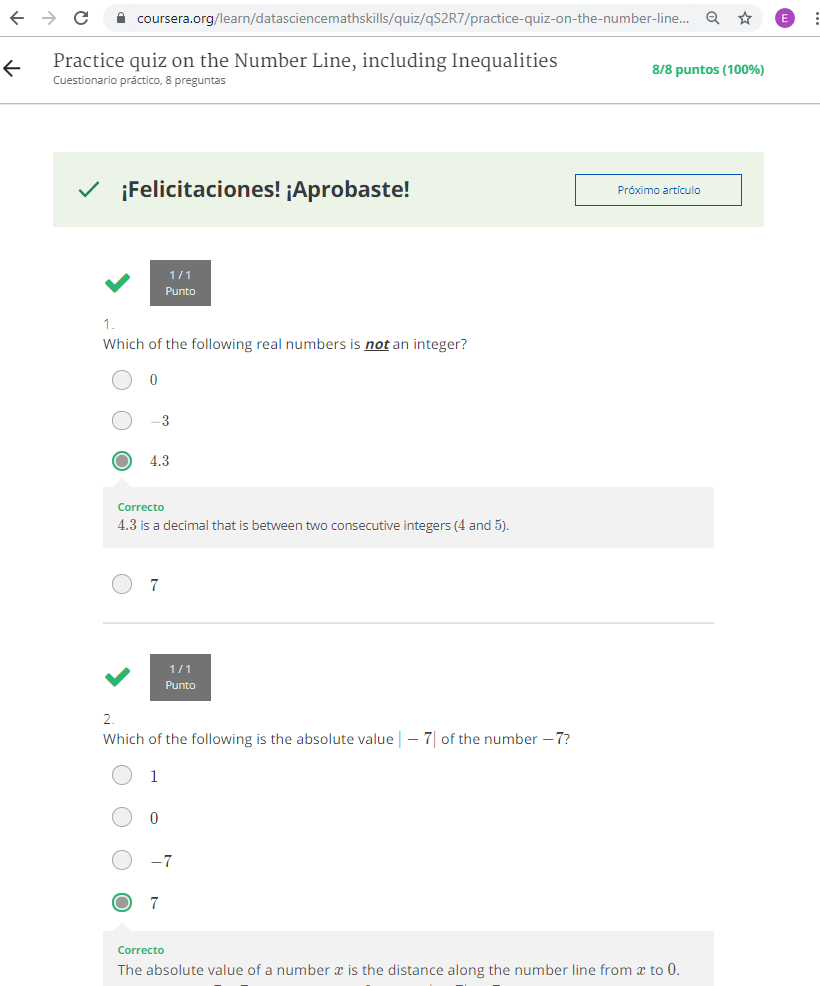 coursera.org/learn/datasciencemathskills/quiz/qS2R7/practice-quiz-on-the-number-line...
E
Practice quiz on the Number Line, including Inequalities
Cuestionario práctico, 8 preguntas
8/8 puntos (100%)
¡Felicitaciones! ¡Aprobaste!
Próximo artículo
1 / 1
Punto
1.
Which of the following real numbers is not an integer?
0
−3
4.3
Correcto
4.3 is a decimal that is between two consecutive integers (4 and 5).
7
1 / 1
Punto
2.
Which of the following is the absolute value | − 7| of the number −7?
1
0
−7
7
Correcto
The absolute value of a number x is the distance along the number line from x to 0.